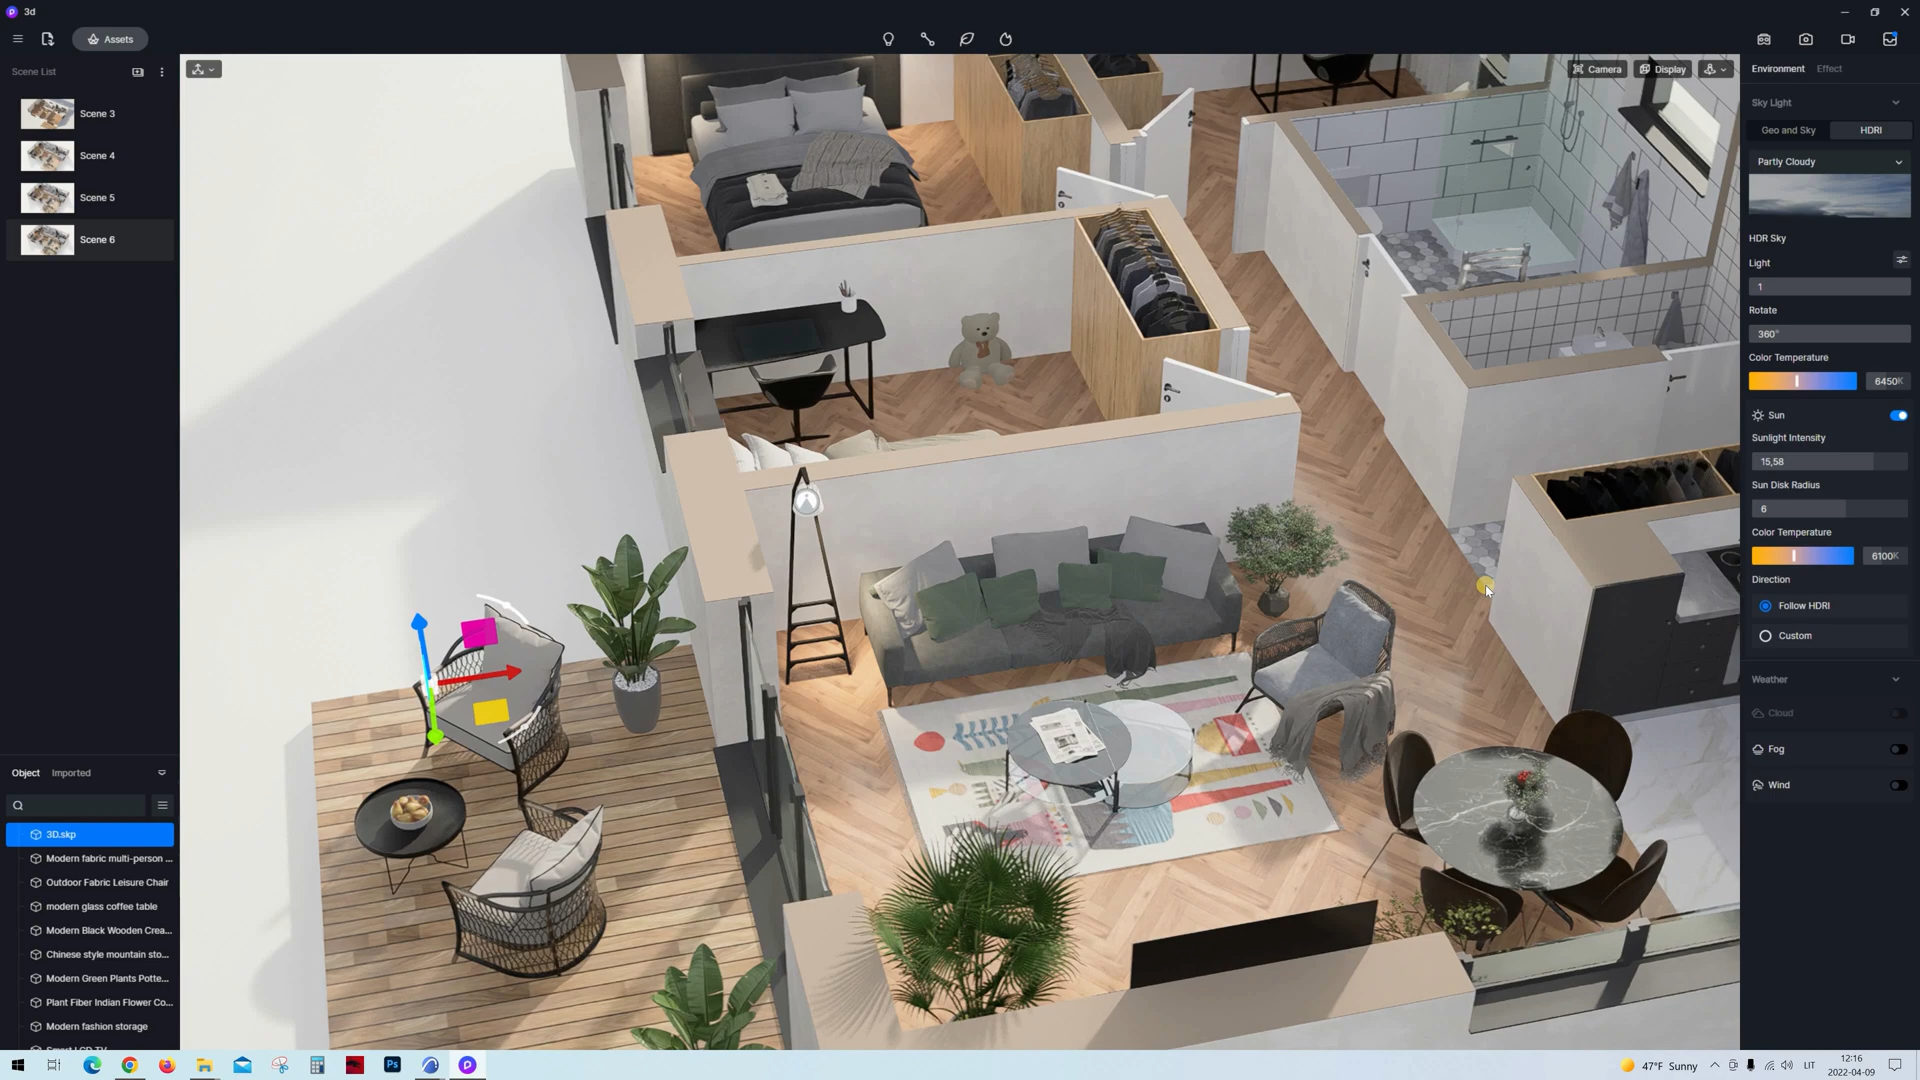 3d
Assets
Scene List
Scene 3
Scene 4
Scene 5
Scene 6
Camera
Display
Environment
Effect
Sky Light
Geo and Sky
HDRI
Partly Cloudy
HDR Sky
Light
1
Rotate
360°
Color Temperature
6450K
Sun
Sunlight Intensity
15,58
Sun Disk Radius
6
Color Temperature
6100K
Direction
Follow HDRI
Custom
Weather
Cloud
Fog
Wind
Object
Imported
3D.skp
Modern fabric multi-person ...
Outdoor Fabric Leisure Chair
modern glass coffee table
Modern Black Wooden Crea...
Chinese style mountain sto...
Modern Green Plants Potte...
Plant Fiber Indian Flower Co...
Modern fashion storage
Smart LCD TV
Ps
47°F Sunny
LIT
12:16
2022-04-09